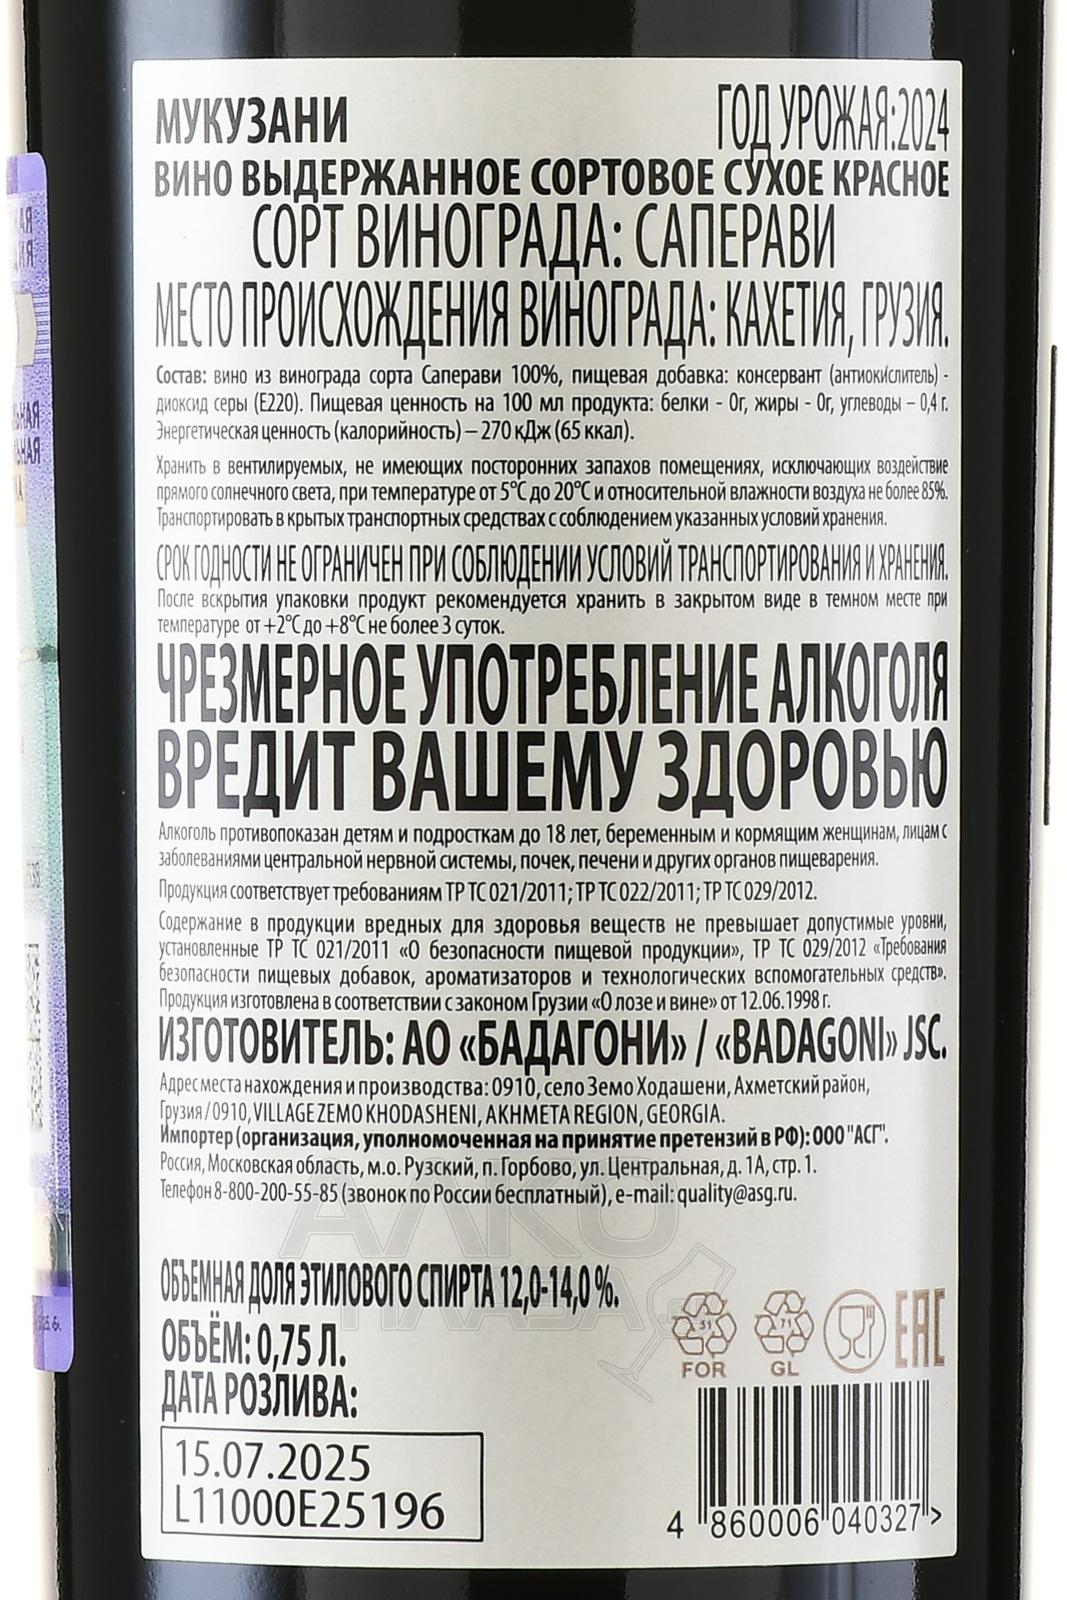 МУКУЗАНИ ГОД УРОЖАЯ:2024
ВИНО ВЫДЕРЖАННОЕ СОРТОВОЕ СУХОЕ КРАСНОЕ
СОРТ ВИНОГРАДА: САПЕРАВИ
МЕСТО ПРОИСХОЖДЕНИЯ ВИНОГРАДА: КАХЕТИЯ, ГРУЗИЯ.
Состав: вино из винограда сорта Саперави 100%, пищевая добавка: консервант (антиокислитель) -
диоксид серы (Е220). Пищевая ценность на 100 мл продукта: белки - 0г, жиры - 0г, углеводы – 0,4 г.
Энергетическая ценность (калорийность) – 270 кДж (65 ккал).
Хранить в вентилируемых, не имеющих посторонних запахов помещениях, исключающих воздействие
прямого солнечного света, при температуре от 5°С до 20°С и относительной влажности воздуха не более 85%.
Транспортировать в крытых транспортных средствах с соблюдением указанных условий хранения.
СРОК ГОДНОСТИ НЕ ОГРАНИЧЕН ПРИ СОБЛЮДЕНИИ УСЛОВИЙ ТРАНСПОРТИРОВАНИЯ И ХРАНЕНИЯ.
После вскрытия упаковки продукт рекомендуется хранить в закрытом виде в темном месте при
температуре от +2°С до +8°С не более 3 суток.
ЧРЕЗМЕРНОЕ УПОТРЕБЛЕНИЕ АЛКОГОЛЯ
ВРЕДИТ ВАШЕМУ ЗДОРОВЬЮ
Алкоголь противопоказан детям и подросткам до 18 лет, беременным и кормящим женщинам, лицам с
заболеваниями центральной нервной системы, почек, печени и других органов пищеварения.
Продукция соответствует требованиям ТР ТС 021/2011; ТР ТС 022/2011; ТР ТС 029/2012.
Содержание в продукции вредных для здоровья веществ не превышает допустимые уровни,
установленные ТР ТС 021/2011 «О безопасности пищевой продукции», ТР ТС 029/2012 «Требования
безопасности пищевых добавок, ароматизаторов и технологических вспомогательных средств».
Продукция изготовлена в соответствии с законом Грузии «О лозе и вине» от 12.06.1998 г.
ИЗГОТОВИТЕЛЬ: АО «БАДАГОНИ» / «BADAGONI» JSC.
Адрес места нахождения и производства: 0910, село Земо Ходашени, Ахметский район,
Грузия / 0910, VILLAGE ZEMO KHODASHENI, AKHMETA REGION, GEORGIA.
Импортер (организация, уполномоченная на принятие претензий в РФ): ООО "АСГ".
Россия, Московская область, м.о. Рузский, п. Горбово, ул. Центральная, д. 1А, стр. 1.
Телефон 8-800-200-55-85 (звонок по России бесплатный), e-mail: quality@asg.ru.
АЛКО
ПЛАЗА
ОБЪЕМНАЯ ДОЛЯ ЭТИЛОВОГО СПИРТА 12,0-14,0 %.
ОБЪЁМ: 0,75 Л.
ДАТА РОЗЛИВА:
15.07.2025
L11000E25196
51 71 EAC
FOR GL
4 860006 040327 >